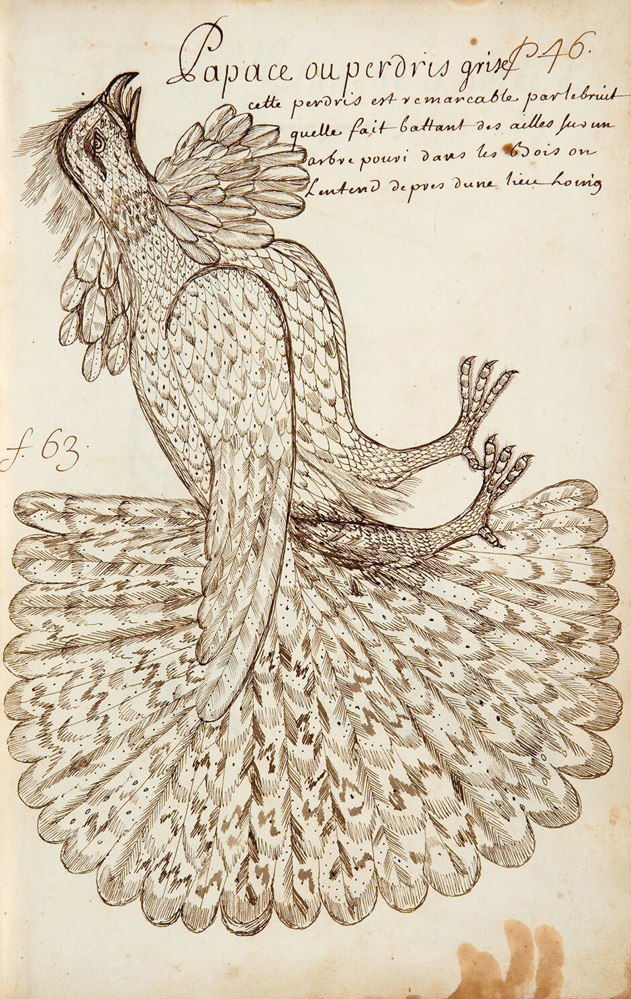 Papace ou perdris grise P 46.
cette perdris est remarcable par le bruit
quelle fait battant des ailles sur un
arbre pouri dans les Bois on
Lentend de pres dune lieu Loing
f. 63.